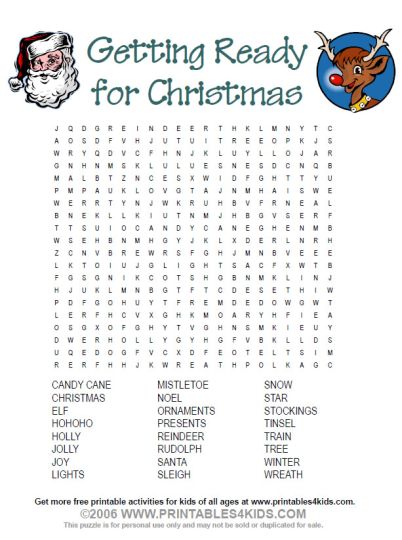 Getting Ready
for Christmas
J Q D G R E I N D E E R T H K L M N Y T C
A O S D F V H J U T U I T R E E O P K J S
W R Y Q D V C F H N J K L U Y L L O J A R
G N H N M S K L U L U E S N E S D C N Q B
M A L B T Z N C E S X W I D F G H T T Y U
P M P A U K L O V G T A J N M H A I S W E
W E R R T Y N J W K R U H B V F R N E A L
B N E K L L K I U T N M J H B G V S E R F
T T S U I O C A N D Y C A N E G H E N M B
W S E H B N M H G Y J K L X D E R L N R H
Z C N V B R E W R S F G H J M N B V E E E
L K T O I U J G L I G H T S A C F X W T B
F G S G N I K C O T S H G B N M K L I N J
H J U K L M N B G T F T C D E S E T H I W
P D F G O H U Y T F R E M D E D O W G W T
L E R F H C V X G H K M O A R Y H F I E A
O S G X O F G H Y T V G H N S M K I E U Y
D W E R H O L L Y G Y H G F V B K L L D S
U Q E D O G F V C X D F E O T E L T S I M
R E R F H H J K W R E A T H P O L K A G C
CANDY CANE MISTLETOE SNOW
CHRISTMAS NOEL STAR
ELF ORNAMENTS STOCKINGS
HOHOHO PRESENTS TINSEL
HOLLY REINDEER TRAIN
JOLLY RUDOLPH TREE
JOY SANTA WINTER
LIGHTS SLEIGH WREATH
Get more free printable activities for kids of all ages at www.printables4kids.com.
©2006 WWW.PRINTABLES4KIDS.COM
This puzzle is for personal use only and may not be sold or duplicated for sale.